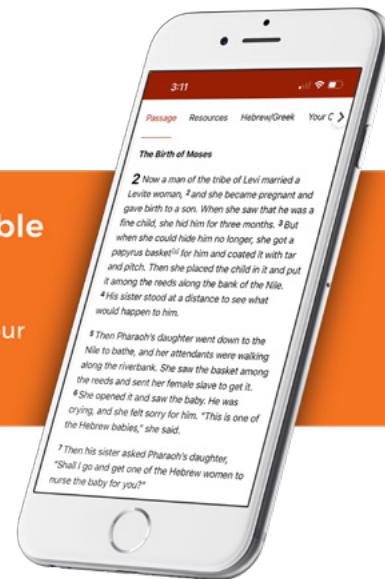 3:11
Passage Resources Hebrew/Greek Your C
The Birth of Moses
2 Now a man of the tribe of Levi married a
Levite woman, 2 and she became pregnant and
gave birth to a son. When she saw that he was a
fine child, she hid him for three months. 3 But
when she could hide him no longer, she got a
papyrus basket[a] for him and coated it with tar
and pitch. Then she placed the child in it and put
it among the reeds along the bank of the Nile.
4 His sister stood at a distance to see what
would happen to him.
5 Then Pharaoh's daughter went down to the
Nile to bathe, and her attendants were walking
along the riverbank. She saw the basket among
the reeds and sent her female slave to get it.
6 She opened it and saw the baby. He was
crying, and she felt sorry for him. "This is one of
the Hebrew babies," she said.
7 Then his sister asked Pharaoh's daughter,
"Shall I go and get one of the Hebrew women to
nurse the baby for you?"
ble
ur